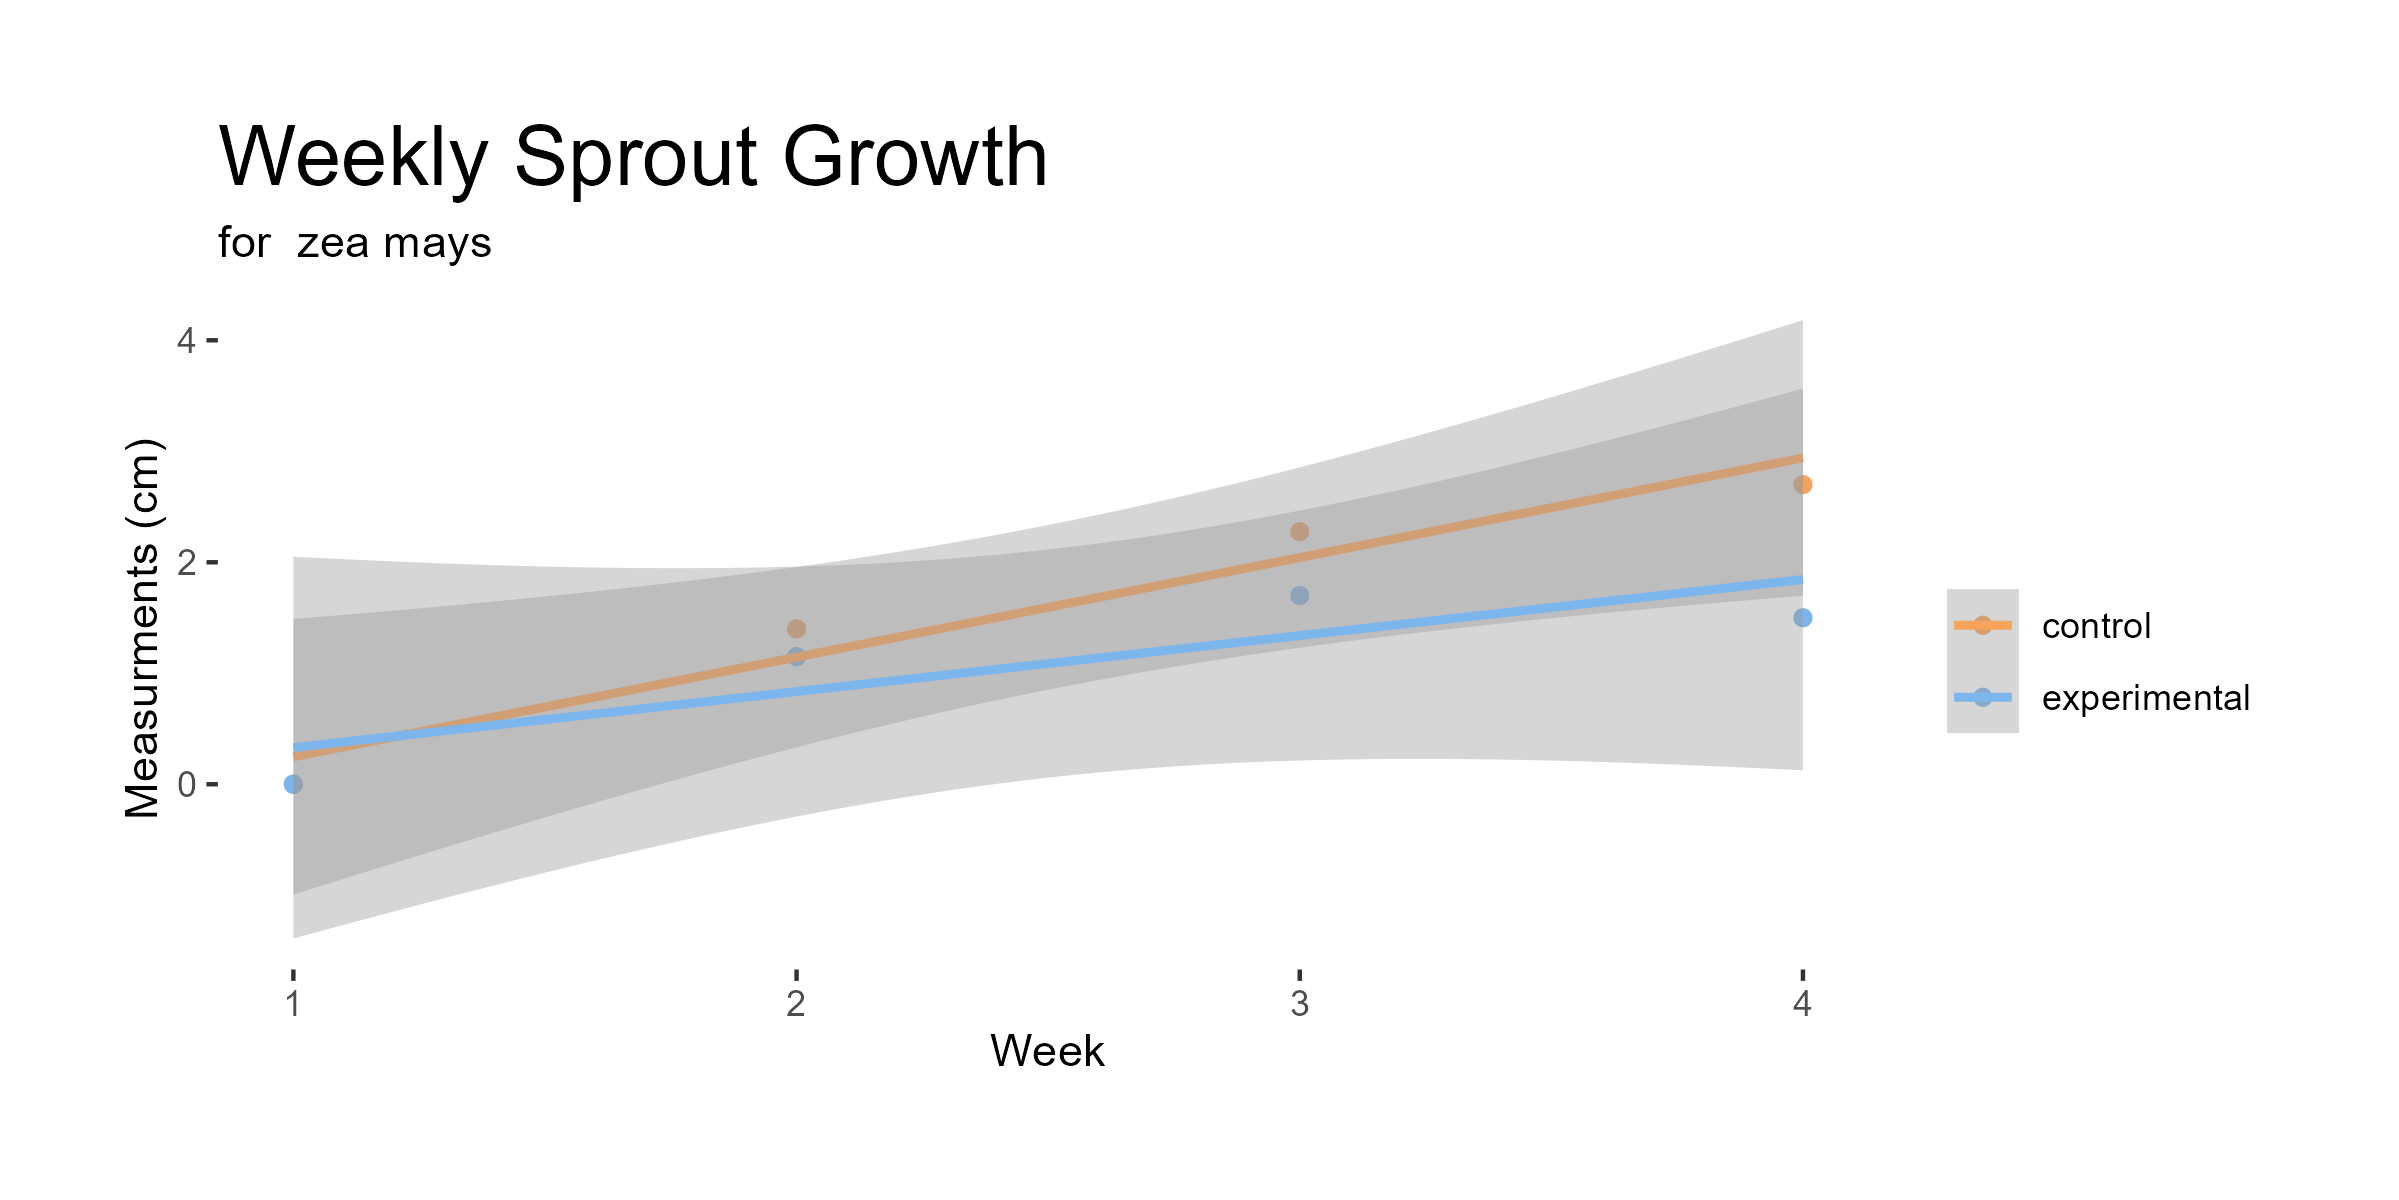 Weekly Sprout Growth
for  zea mays
Measurments (cm)
4
2
0
1
2
3
4
Week
control
experimental